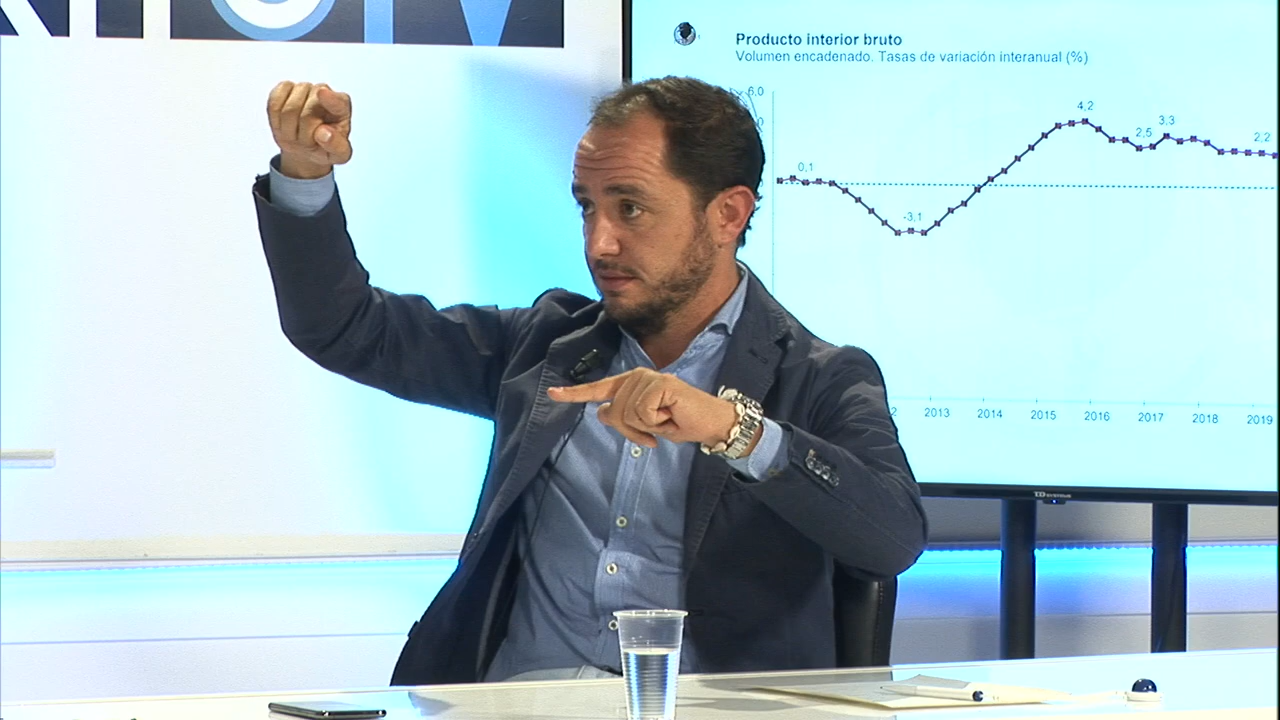 Producto interior bruto
Volumen encadenado. Tasas de variación interanual (%)
6,0
4,2
3,3
2,5
2,2
0,1
-3,1
2013 2014 2015 2016 2017 2018 2019